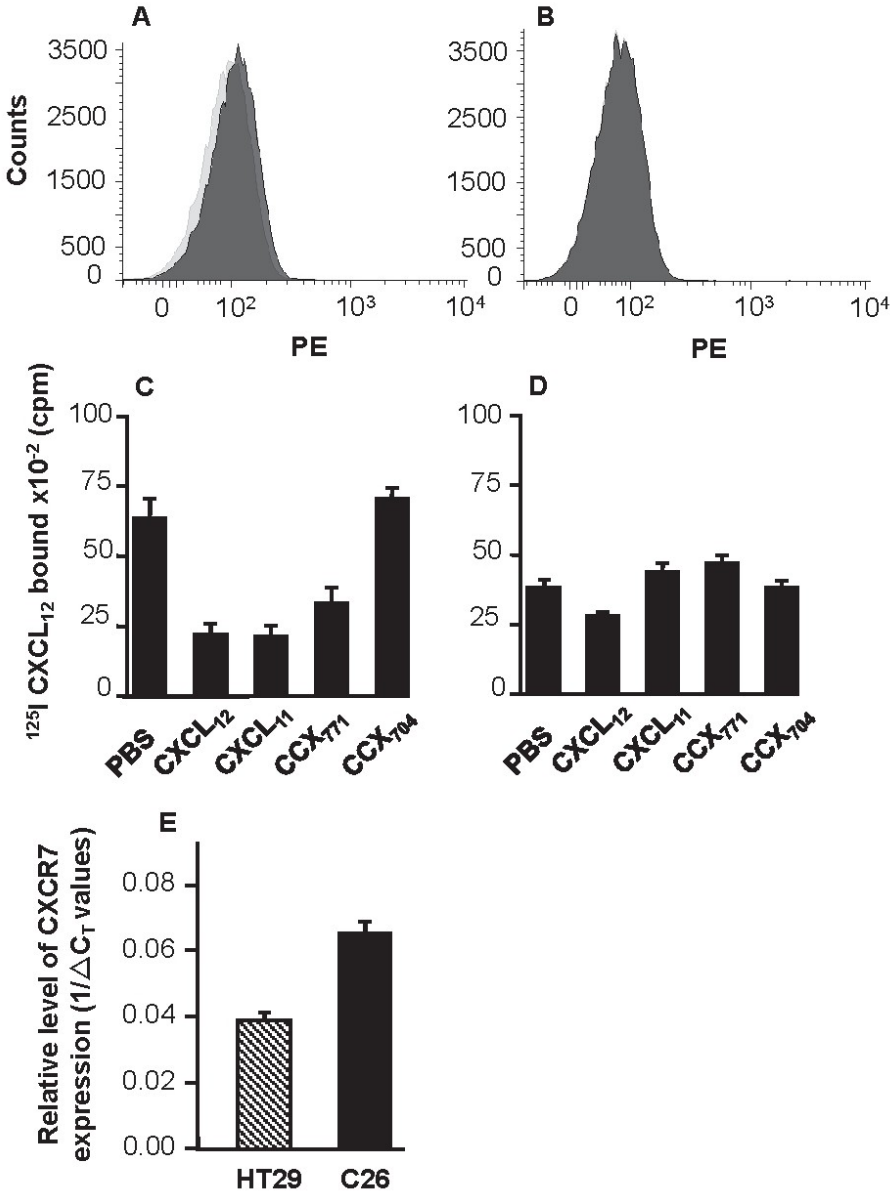 A
3500
2500
1500
500
0
Counts
0 10² 10³ 10⁴
PE
B
3500
2500
1500
500
0
0 10² 10³ 10⁴
PE
C
100
75
50
25
0
¹²⁵I CXCL₁₂ bound x10⁻² (cpm)
PBS CXCL₁₂ CXCL₁₁ CCX₇₇₁ CCX₇₀₄
D
100
75
50
25
0
PBS CXCL₁₂ CXCL₁₁ CCX₇₇₁ CCX₇₀₄
E
Relative level of CXCR7
expression (1/△C_T values)
0.08
0.06
0.04
0.02
0.00
HT29 C26